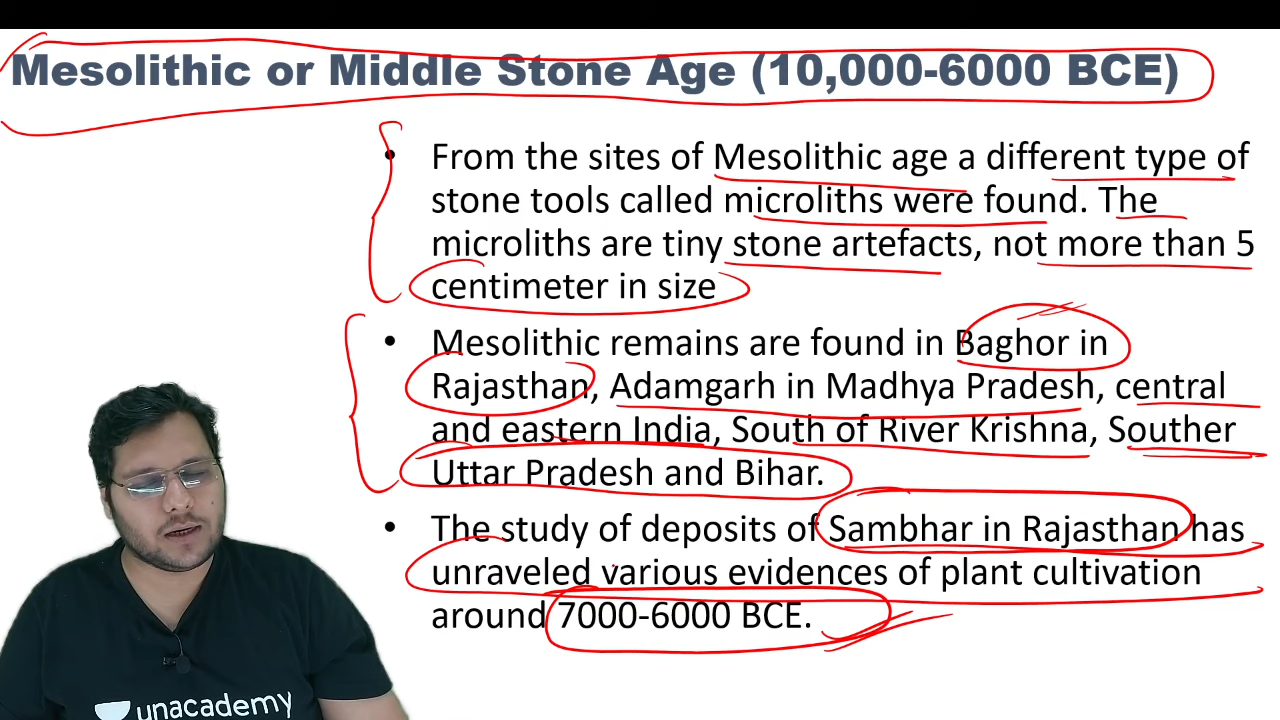 Mesolithic or Middle Stone Age (10,000-6000 BCE)
• From the sites of Mesolithic age a different type of
stone tools called microliths were found. The
microliths are tiny stone artefacts, not more than 5
centimeter in size
• Mesolithic remains are found in Baghor in
Rajasthan, Adamgarh in Madhya Pradesh, central
and eastern India, South of River Krishna, Souther
Uttar Pradesh and Bihar.
• The study of deposits of Sambhar in Rajasthan has
unraveled various evidences of plant cultivation
around 7000-6000 BCE.
unacademy